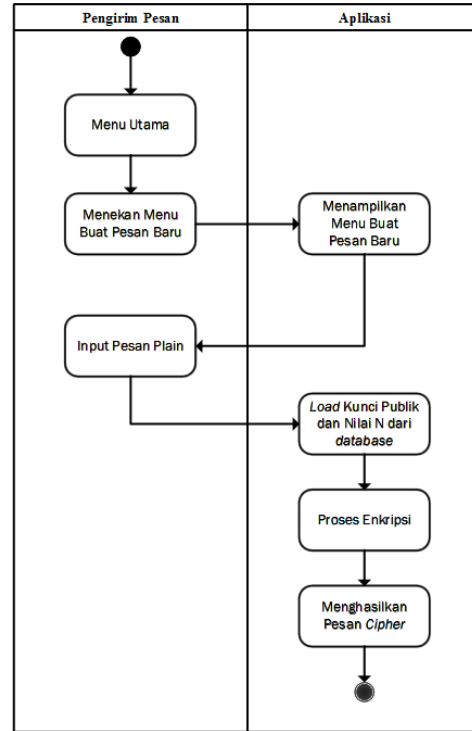 Pengirim Pesan
Aplikasi
Menu Utama
Menekan Menu
Buat Pesan Baru
Menampilkan
Menu Buat
Pesan Baru
Input Pesan Plain
Load Kunci Publik
dan Nilai N dari
database
Proses Enkripsi
Menghasilkan
Pesan Cipher